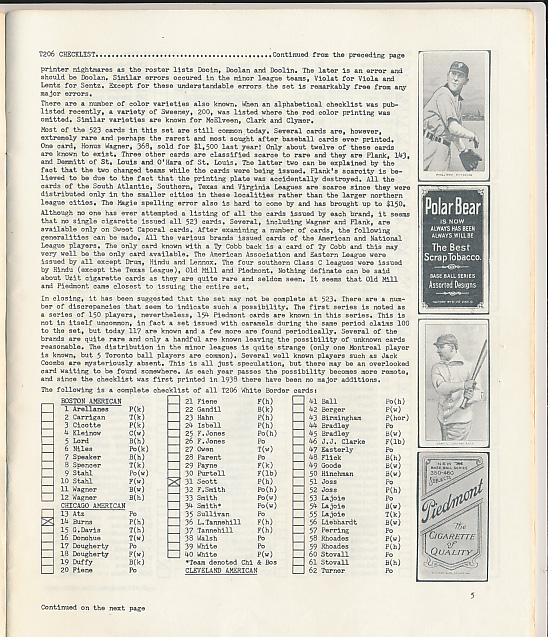 T206 CHECKLIST..........................................Continued from the preceding page
printer nightmares as the roster lists Docin, Doolan and Doolin. The later is an error and
should be Doolan. Similar errors occured in the minor league teams, Violat for Viola and
Lentz for Sentz. Except for these understandable errors the set is remarkably free from any
major errors.
There are a number of color varieties also known. When an alphabetical checklist was pub-
listed recently, a variety of Sweeney, 200, was listed where the red color printing was
omitted. Similar varieties are known for McElveen, Clark and Clymer.
Most of the 523 cards in this set are still common today. Several cards are, however,
extremely rare and perhaps the rarest and most sought after baseball cards ever printed.
One card, Honus Wagner, 368, sold for $1,500 last year! Only about twelve of these cards
are known to exist. Three other cards are classified scarce to rare and they are Plank, 143,
and Demmitt of St. Louis and O'Hara of St. Louis. The latter two can be explained by the
fact that the two changed teams while the cards were being issued. Plank's scarceity is be-
lieved to be due to the fact that the printing plate was accidentally destroyed. All the
cards of the South Atlantic, Southern, Texas and Virginia Leagues are scarce since they were
distributed only in the smaller cities in these localities rather than the larger northern
league cities. The Magie spelling error also is hard to come by and has brought up to $150.
Although no one has ever attempted a listing of all the cards issued by each brand, it seems
that no single cigarette issued all 523 cards. Several, including Wagner and Plank, are
available only on Sweet Caporal Cards. After examining a number of cards, the following
generalities can be made. All the various brands issued cards of the American and National
League players. The only card known with a Ty Cobb back is a card of Ty Cobb and this may
very well be the only card available. The American Association and Eastern League were
issued by all except Drum, Hindu and Lennox. The four southern Class C Leagues were issued by
Hindu (except the Texas League), Old Mill and Piedmont. Nothing definate can be said
about Uzit cigarette cards as they are quite rare and seldom seen. It seems that Old Mill
and Piedmont came closest to issuing the entire set.
In closing, it has been suggested that the set may not be complete at 523. There are a num-
ber of discrepancies that seem to indicate such a possibility. The first series is noted as
a series of 150 players, nevertheless, 154 Piedmont cards are known in this series. This is
not in itself uncommon, in fact a set issued with caramels during the same period claims 100
to the set, but today 117 are known and a few more are found periodically. Several of the
brands are quite rare and only a handful are known leaving the possibility of unknown cards
reasonable. The distribution in the minor leagues is quite strange (only one Montreal player
is known, but 5 Toronto ball players are common). Several well known players such as Jack
Coombs are mysteriously absent. This is all just speculation, but there may be an overlooked
card waiting to be found somewhere. As each year passes the possibility becomes more remote,
and since the checklist was first printed in 1938 there have been no major additions.
The following is a complete checklist of all T206 White Border cards:
BOSTON AMERICAN
1 Arellanes P(k)
2 Carrigan T(k)
3 Cicotte F(k)
4 Kleinow C(w)
5 Lord B(h)
6 Niles Po(k)
7 Speaker B(h)
8 Spencer T(k)
9 Stahl Po(w)
10 Stahl F(w)
11 Wagner B(w)
12 Wagner B(h)
CHICAGO AMERICAN
13 Atz Po
14 Burns F(h)
15 G.Davis T(h)
16 Donohue T(w)
17 Dougherty Po
18 Dougherty F(w)
19 Duffy B(k)
20 Fiene Po
21 Fiene F(h)
22 Gandil B(k)
23 Hahn F(h)
24 Isbell F(h)
25 F.Jones Po(h)
26 F.Jones Po
27 Owen T(w)
28 Parent Po
29 Payne F(k)
30 Purtell F(lb)
31 Scott P(h)
32 F.Smith Po(h)
33 Smith Po(w)
34 Smith* Po(w)
35 Sullivan Po
36 L.Tannehill F(h)
37 Tannehill F(h)
38 Walsh Po
39 White Po
40 White F(w)
*Team denoted Chi & Bos
CLEVELAND AMERICAN
41 Ball Po(h)
42 Berger P(w)
43 Birmingham P(hor)
44 Bradley Po
45 Bradley B(w)
46 J.J. Clarke F(lb)
47 Easterly Po
48 Flick B(h)
49 Goode B(w)
50 Hinchman B(w)
51 Joss Po
52 Joss F(h)
53 Lajoie Po
54 Lajoie B(w)
55 Lajoie T(k)
56 Liebhardt B(w)
57 Perring Po
58 Rhoades P(w)
59 Rhoades F(h)
60 Stovall Po
61 Stovall B(h)
62 Turner Po
Polar Bear
IS NOW
ALWAYS HAS BEEN
ALWAYS WILL BE
The Best
Scrap Tobacco.
BASE BALL SERIES
Assorted Designs
BASE BALL SERIES
350-460
SUBJECTS
Piedmont
The
CIGARETTE
OF
QUALITY
5
Continued on the next page